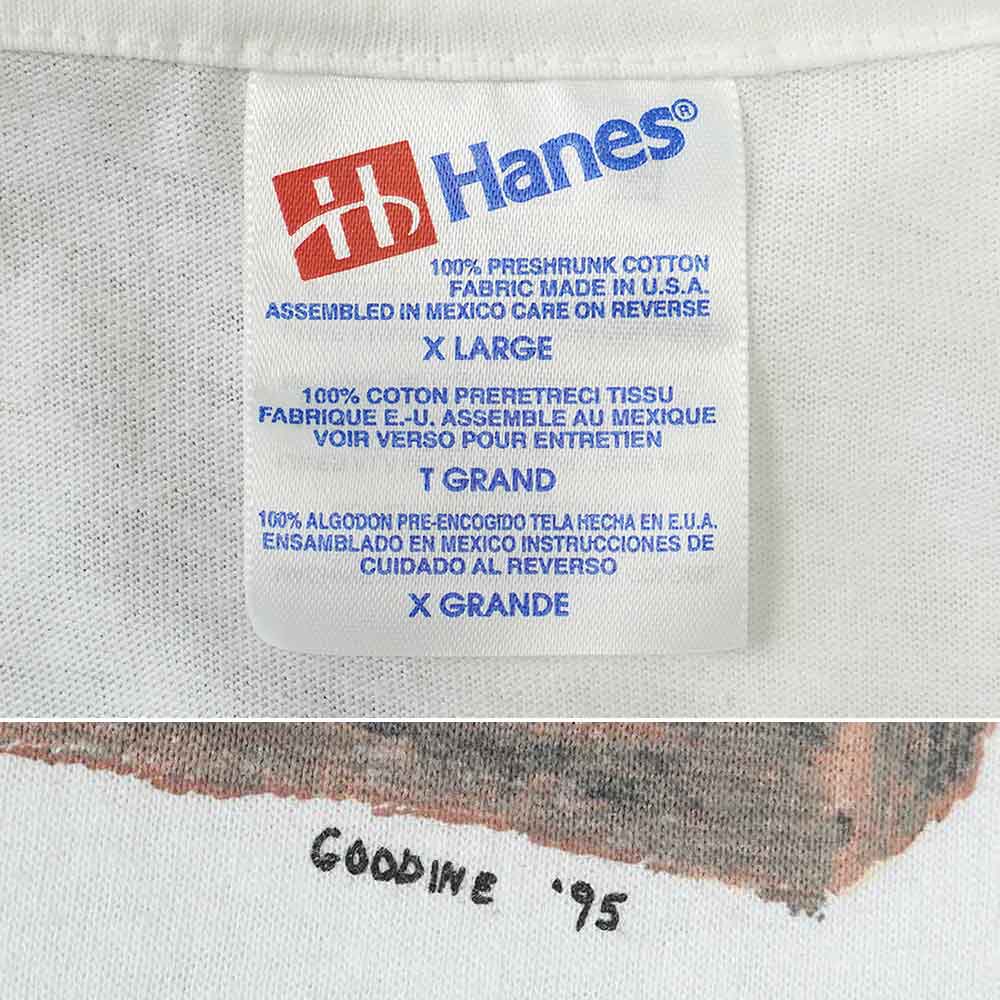 H Hanes®
100% PRESHRUNK COTTON
FABRIC MADE IN U.S.A.
ASSEMBLED IN MEXICO CARE ON REVERSE
X LARGE
100% COTON PRERETRECI TISSU
FABRIQUE E.-U. ASSEMBLE AU MEXIQUE
VOIR VERSO POUR ENTRETIEN
T GRAND
100% ALGODON PRE-ENCOGIDO TELA HECHA EN E.U.A.
ENSAMBLADO EN MEXICO INSTRUCCIONES DE
CUIDADO AL REVERSO
X GRANDE
GOODINE '95